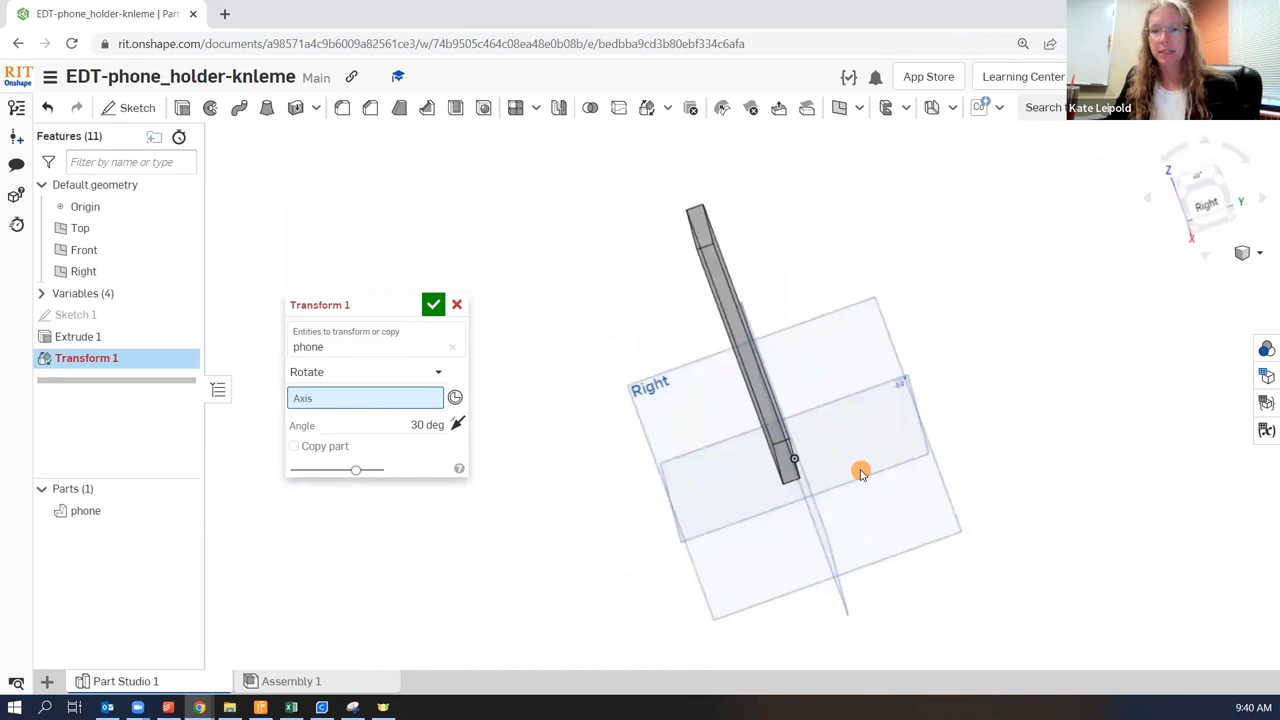 EDT-phone_holder-knleme | Part
rit.onshape.com/documents/a98571a4c9b6009a82561ce3/w/74b9505c464c08ea48e0b08b/e/bedbba9cd3b80ebf334c6afa
RIT
Onshape
EDT-phone_holder-knleme Main
App Store
Learning Center
Sketch
Search
Kate Leipold
Features (11)
Filter by name or type
Default geometry
Origin
Top
Front
Right
Variables (4)
Sketch 1
Extrude 1
Transform 1
Parts (1)
phone
Transform 1
Entities to transform or copy
phone
Rotate
Axis
Angle 30 deg
Copy part
Right
Z
Right
Y
X
Part Studio 1
Assembly 1
9:40 AM